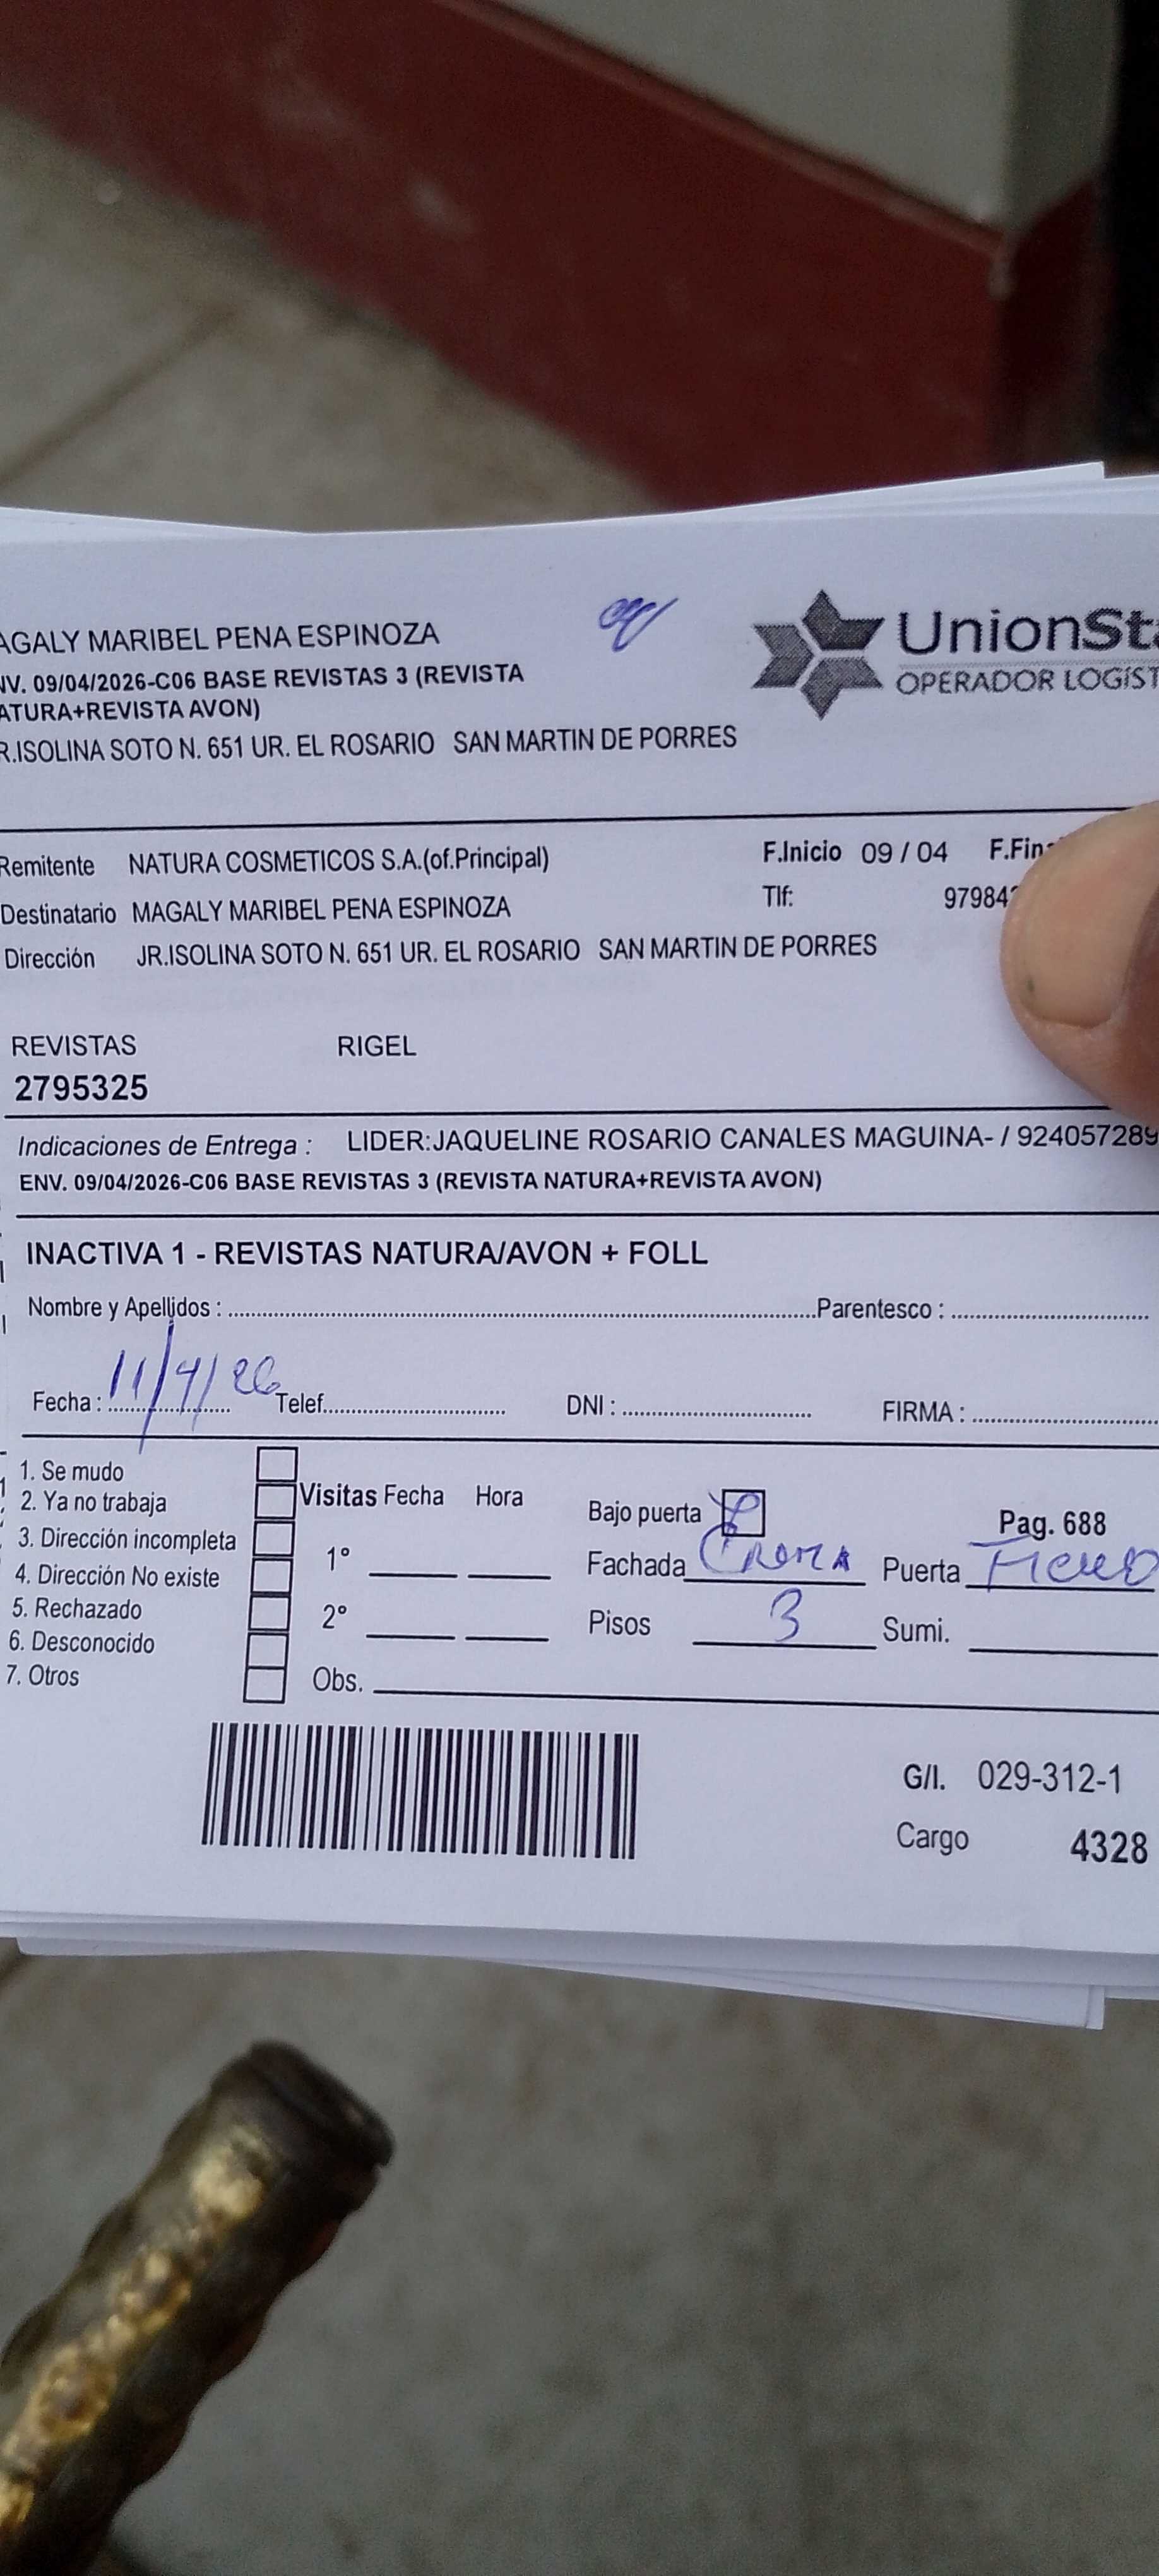 AGALY MARIBEL PENA ESPINOZA
UnionSta
NV. 09/04/2026-C06 BASE REVISTAS 3 (REVISTA
ATURA+REVISTA AVON)
OPERADOR LOGÍST
R.ISOLINA SOTO N. 651 UR. EL ROSARIO SAN MARTIN DE PORRES
Remitente NATURA COSMETICOS S.A.(of.Principal) F.Inicio 09 / 04 F.Fin
Destinatario MAGALY MARIBEL PENA ESPINOZA Tlf: 97984
Dirección JR.ISOLINA SOTO N. 651 UR. EL ROSARIO SAN MARTIN DE PORRES
REVISTAS RIGEL
2795325
Indicaciones de Entrega : LIDER:JAQUELINE ROSARIO CANALES MAGUINA- / 924057289
ENV. 09/04/2026-C06 BASE REVISTAS 3 (REVISTA NATURA+REVISTA AVON)
INACTIVA 1 - REVISTAS NATURA/AVON + FOLL
Nombre y Apellidos : Parentesco :
Fecha : 11/4/26 Telef. DNI : FIRMA :
1. Se mudo
2. Ya no trabaja Visitas Fecha Hora Bajo puerta Pag. 688
3. Dirección incompleta
4. Dirección No existe 1° Fachada Crema Puerta
5. Rechazado
6. Desconocido 2° Pisos 3 Sumi.
7. Otros Obs.
G/I. 029-312-1
Cargo 4328